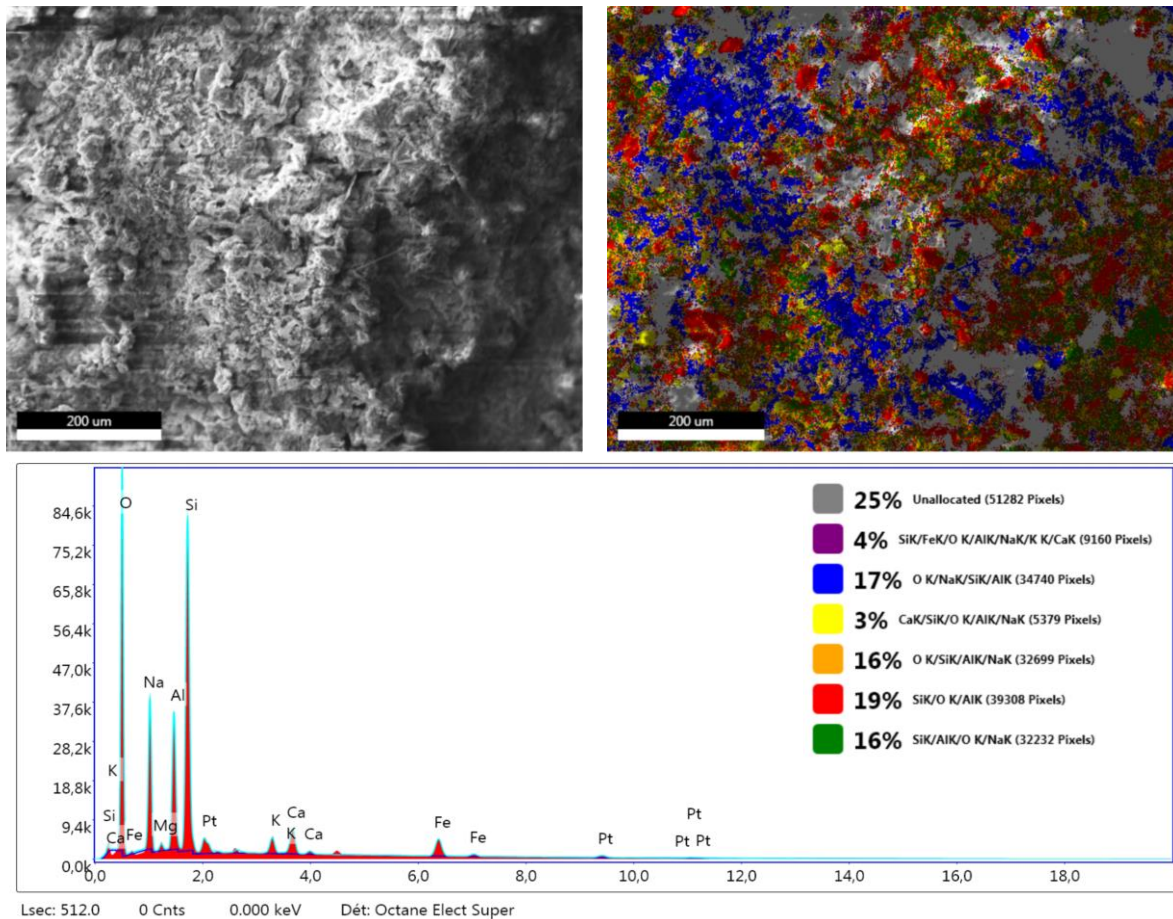 200 um
200 um
84,6k
75,2k
65,8k
56,4k
47,0k
37,6k
28,2k
18,8k
9,4k
0,0k
O
Si
Na
Al
K
Si
Ca
Fe
Mg
Pt
K
Ca
K
Ca
Fe
Fe
Pt
Pt
Pt
Pt
25% Unallocated (51282 Pixels)
4% SiK/FeK/O K/AlK/NaK/K K/CaK (9160 Pixels)
17% O K/NaK/SiK/AlK (34740 Pixels)
3% CaK/SiK/O K/AlK/NaK (5379 Pixels)
16% O K/SiK/AlK/NaK (32699 Pixels)
19% SiK/O K/AlK (39308 Pixels)
16% SiK/AlK/O K/NaK (32232 Pixels)
0,0 2,0 4,0 6,0 8,0 10,0 12,0 14,0 16,0 18,0
Lsec: 512.0 0 Cnts 0.000 keV Dét: Octane Elect Super